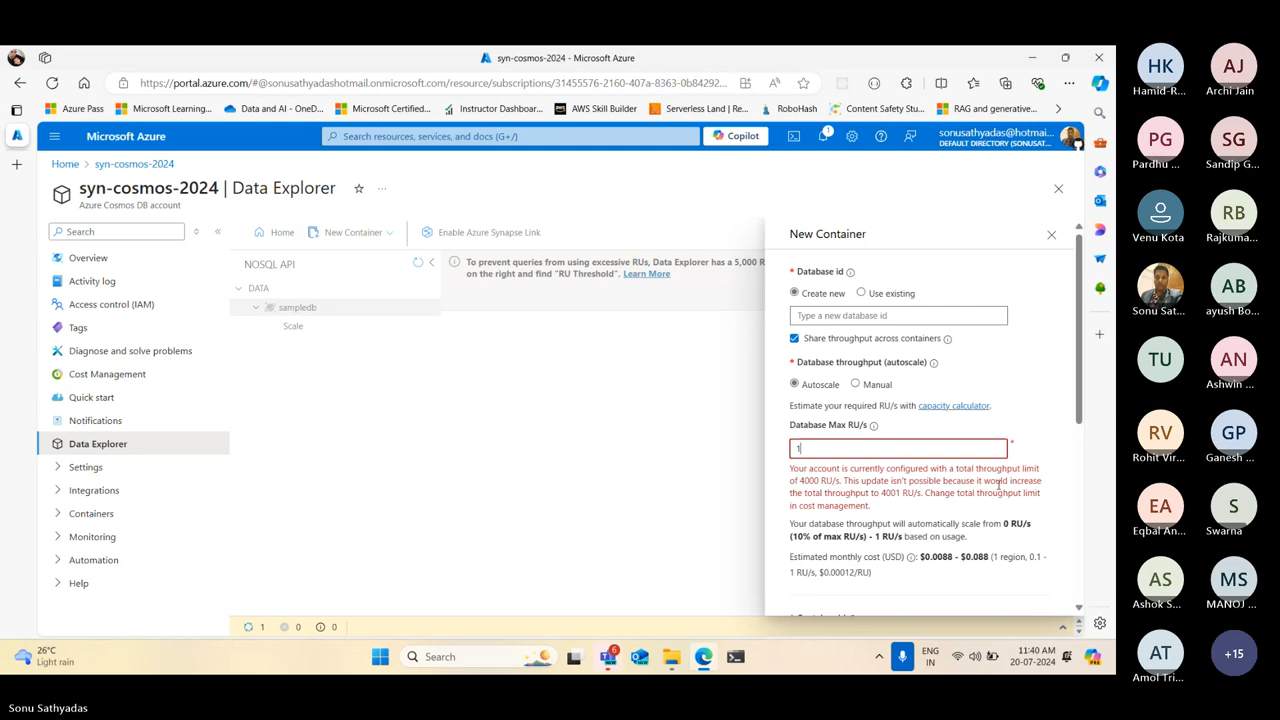 syn-cosmos-2024 - Microsoft Azure
https://portal.azure.com/#@sonusathyadashotmail.onmicrosoft.com/resource/subscriptions/31455576-2160-407a-8363-0b84292...
Azure Pass
Microsoft Learning...
Data and AI - OneD...
Microsoft Certified...
Instructor Dashboar...
AWS Skill Builder
Serverless Land | Re...
RoboHash
Content Safety Stu...
RAG and generative...
Microsoft Azure
Search resources, services, and docs (G+/)
Copilot
1
sonusathyadas@hotmai...
DEFAULT DIRECTORY (SONUSAT...
Home > syn-cosmos-2024
syn-cosmos-2024 | Data Explorer
Azure Cosmos DB account
Search
Overview
Activity log
Access control (IAM)
Tags
Diagnose and solve problems
Cost Management
Quick start
Notifications
Data Explorer
Settings
Integrations
Containers
Monitoring
Automation
Help
Home
New Container
Enable Azure Synapse Link
NOSQL API
DATA
sampledb
Scale
To prevent queries from using excessive RUs, Data Explorer has a 5,000 R
on the right and find "RU Threshold". Learn More
1 0 0
New Container
* Database id
Create new
Use existing
Type a new database id
Share throughput across containers
* Database throughput (autoscale)
Autoscale
Manual
Estimate your required RU/s with capacity calculator.
Database Max RU/s
1
*
Your account is currently configured with a total throughput limit
of 4000 RU/s. This update isn't possible because it would increase
the total throughput to 4001 RU/s. Change total throughput limit
in cost management.
Your database throughput will automatically scale from 0 RU/s
(10% of max RU/s) - 1 RU/s based on usage.
Estimated monthly cost (USD) : $0.0088 - $0.088 (1 region, 0.1 -
1 RU/s, $0.00012/RU)
26°C
Light rain
Search
6
ENG
IN
11:40 AM
20-07-2024
HK
Hamid-R...
AJ
Archi Jain
PG
Pardhu ...
SG
Sandip G...
Venu Kota
RB
Rajkuma...
Sonu Sat...
AB
ayush Bo...
TU
AN
Ashwin ...
RV
Rohit Vir...
GP
Ganesh ...
EA
Eqbal An...
S
Swarna
AS
Ashok S...
MS
MANOJ ...
AT
Amol Tri...
+15
Sonu Sathyadas